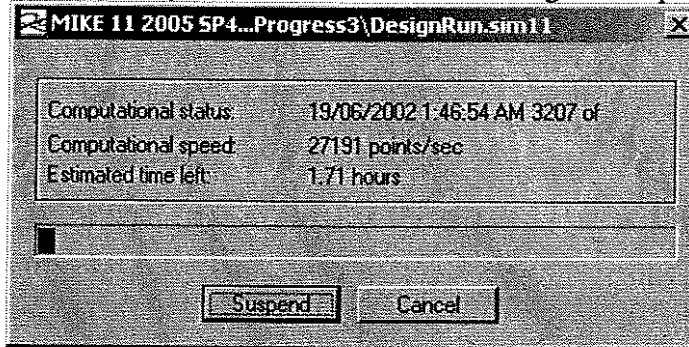 MIKE 11 2005 SP4...Progress3\DesignRun.sim11
Computational status: 19/06/2002 1:46:54 AM 3207 of
Computational speed: 27191 points/sec
Estimated time left: 1.71 hours
Suspend Cancel